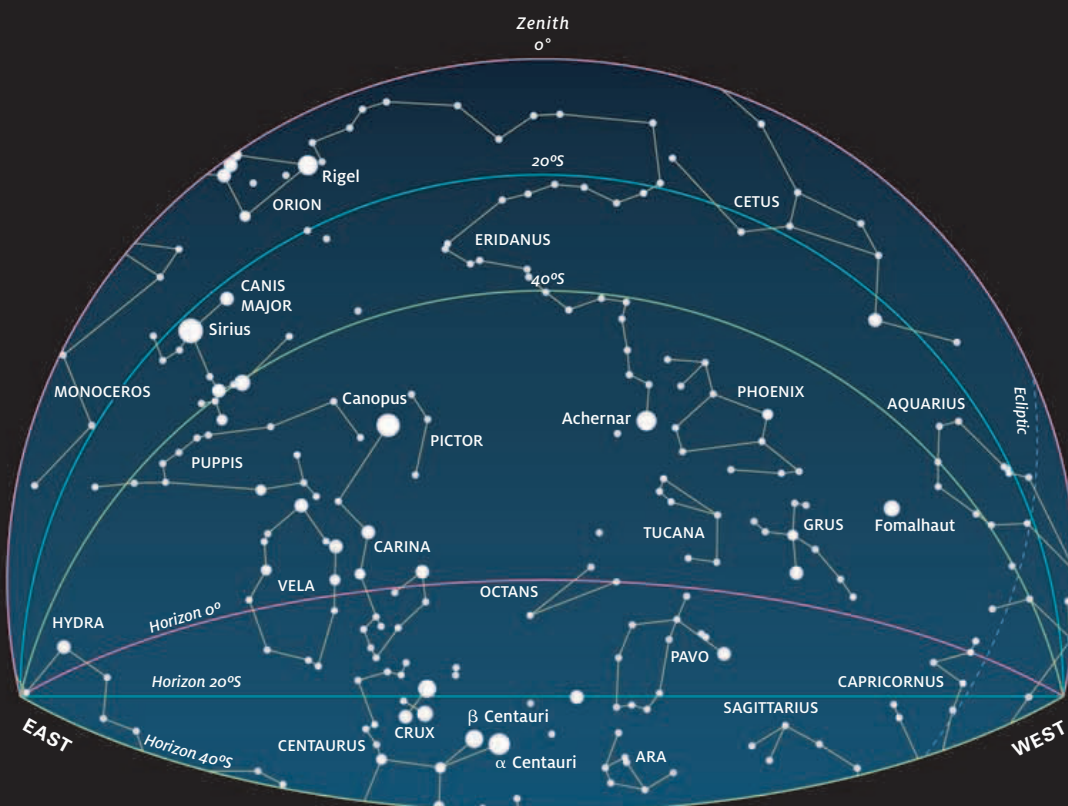 Zenith
0°
20°S
Rigel
ORION
CETUS
ERIDANUS
40°S
CANIS
MAJOR
Sirius
MONOCEROS
Canopus
PICTOR
Achernar
PHOENIX
AQUARIUS
Ecliptic
PUPPIS
TUCANA
GRUS
Fomalhaut
CARINA
VELA
OCTANS
Horizon 0°
HYDRA
PAVO
Horizon 20°S
CAPRICORNUS
SAGITTARIUS
EAST
WEST
CRUX
β Centauri
CENTAURUS
Horizon 40°S
α Centauri
ARA